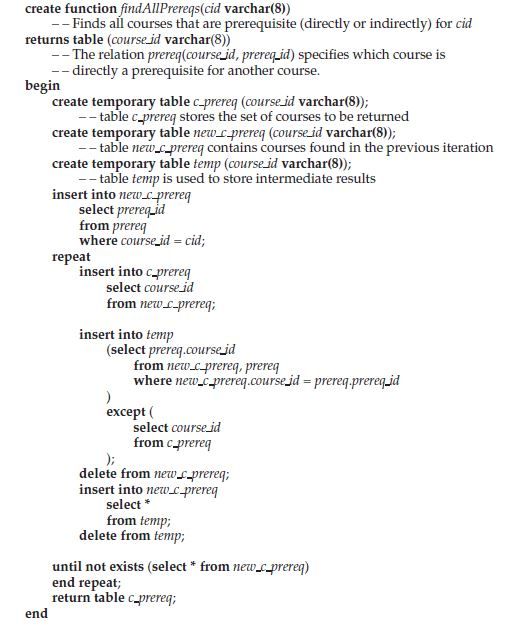 create function findAllPrereqs(cid varchar(8))
-- Finds all courses that are prerequisite (directly or indirectly) for cid
returns table (course_id varchar(8))
-- The relation prereq(course_id, prereq_id) specifies which course is
-- directly a prerequisite for another course.
begin
create temporary table c_prereq (course_id varchar(8));
-- table c_prereq stores the set of courses to be returned
create temporary table new_c_prereq (course_id varchar(8));
-- table new_c_prereq contains courses found in the previous iteration
create temporary table temp (course_id varchar(8));
-- table temp is used to store intermediate results
insert into new_c_prereq
select prereq_id
from prereq
where course_id = cid;
repeat
insert into c_prereq
select course_id
from new_c_prereq;
insert into temp
(select prereq.course_id
from new_c_prereq, prereq
where new_c_prereq.course_id = prereq.prereq_id
)
except (
select course_id
from c_prereq
);
delete from new_c_prereq;
insert into new_c_prereq
select *
from temp;
delete from temp;
until not exists (select * from new_c_prereq)
end repeat;
return table c_prereq;
end